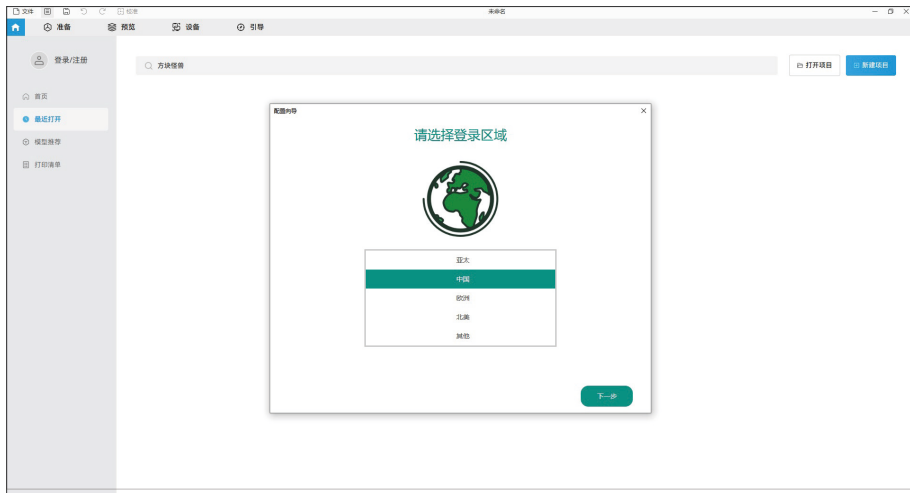 文件 校准 未命名
准备 预览 设备 引导
登录/注册
方块怪兽 打开项目 新建项目
首页
最近打开
模型推荐
打印清单
配置向导
请选择登录区域
亚太
中国
欧洲
北美
其他
下一步